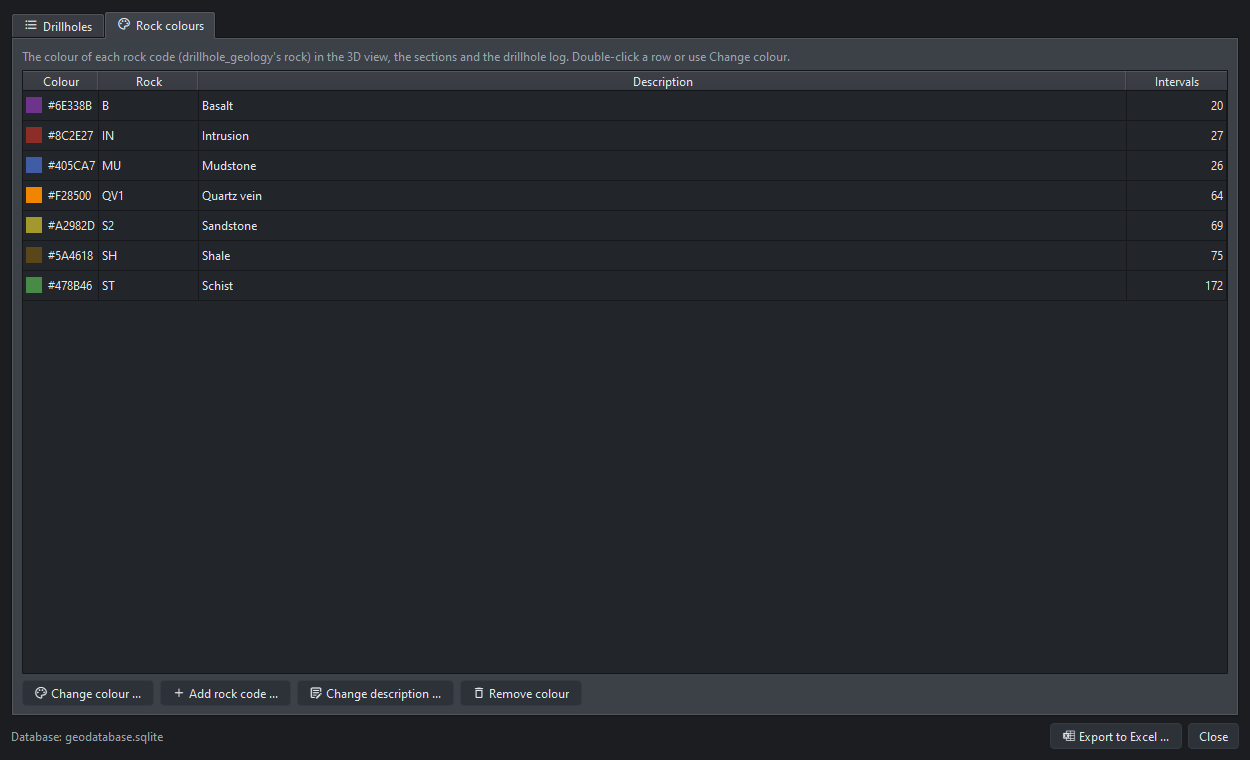 Drillholes Rock colours
The colour of each rock code (drillhole_geology's rock) in the 3D view, the sections and the drillhole log. Double-click a row or use Change colour.
Colour Rock Description Intervals
#6E338B B Basalt 20
#8C2E27 IN Intrusion 27
#405CA7 MU Mudstone 26
#F28500 QV1 Quartz vein 64
#A2982D S2 Sandstone 69
#5A4618 SH Shale 75
#478B46 ST Schist 172
Change colour ... Add rock code ... Change description ... Remove colour
Database: geodatabase.sqlite Export to Excel ... Close